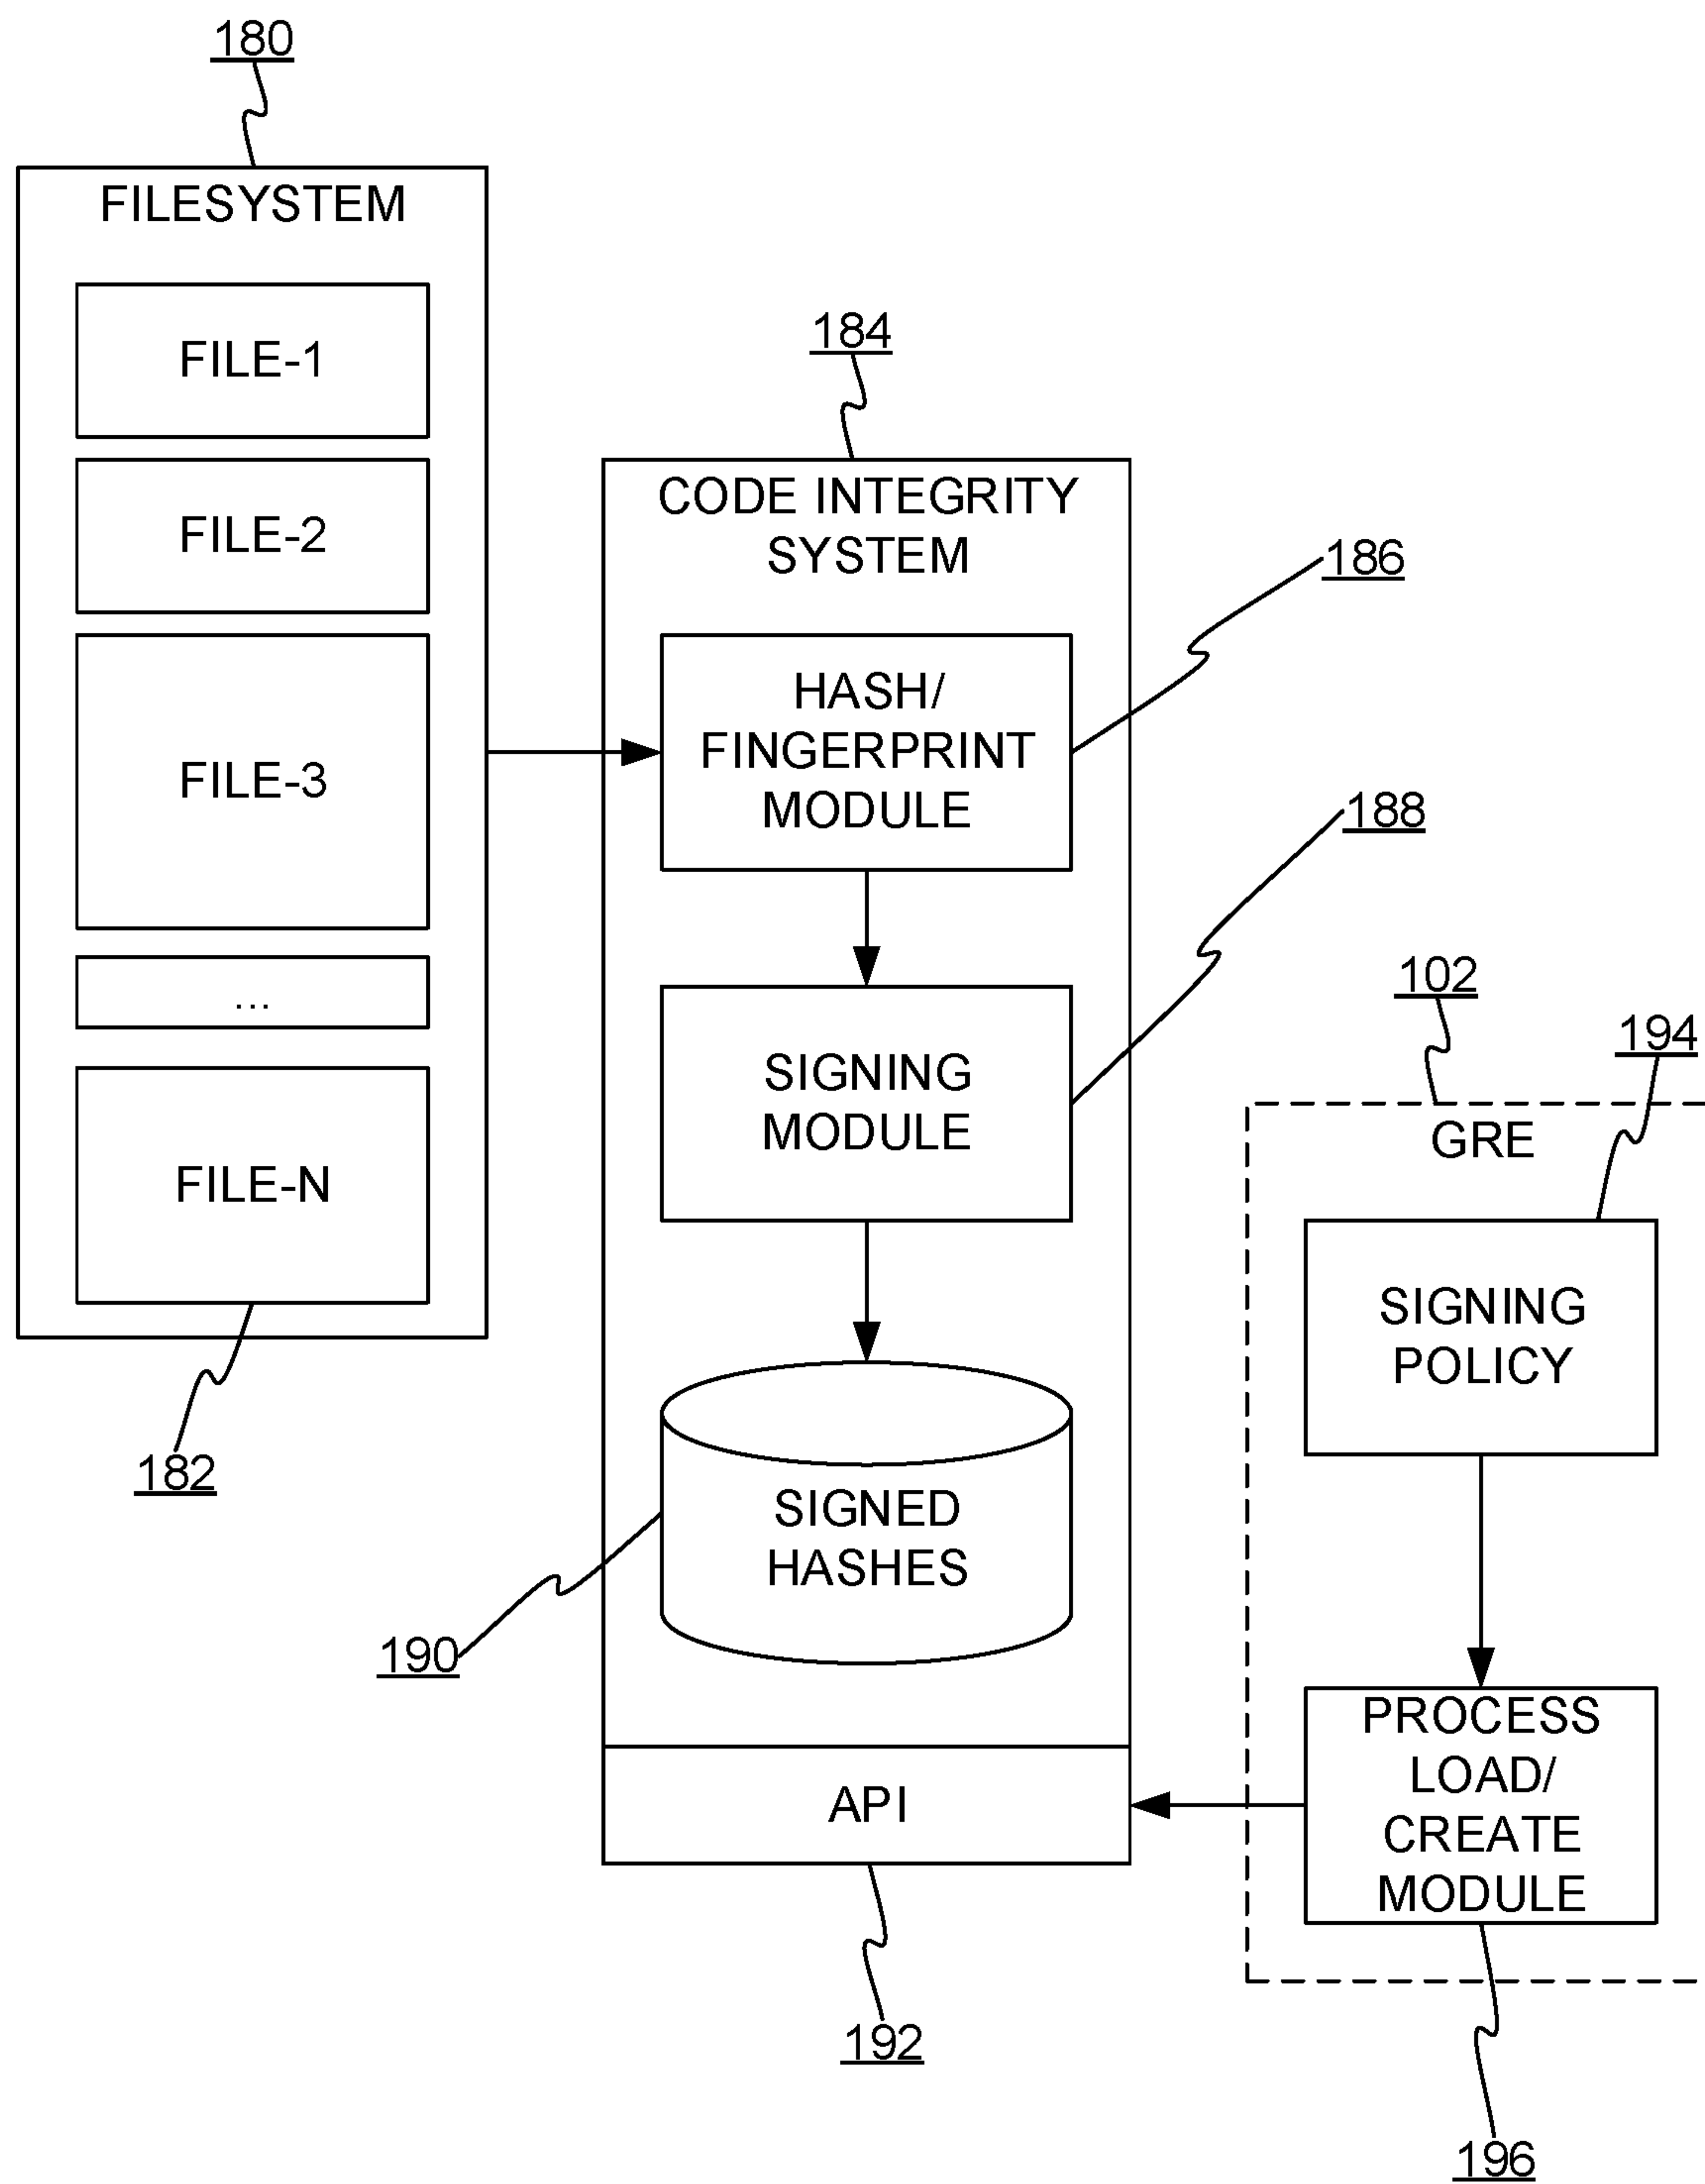 180
FILESYSTEM
FILE-1
FILE-2
FILE-3
...
FILE-N
182
184
CODE INTEGRITY
SYSTEM
HASH/
FINGERPRINT
MODULE
186
SIGNING
MODULE
188
SIGNED
HASHES
190
API
192
102
GRE
194
SIGNING
POLICY
PROCESS
LOAD/
CREATE
MODULE
196